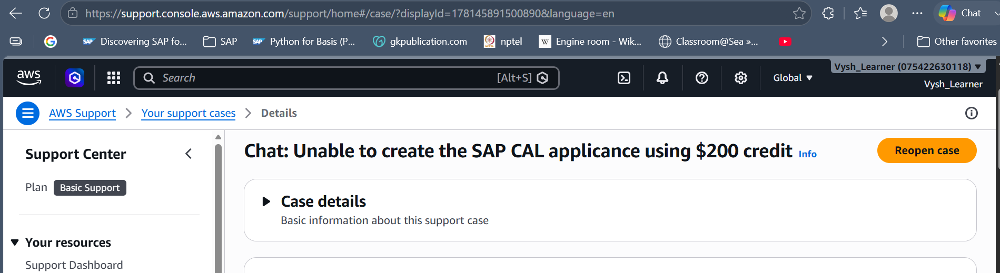 https://support.console.aws.amazon.com/support/home#/case/?displayId=178145891500890&language=en
Chat
SAP Discovering SAP fo...
SAP
SAP Python for Basis (P...
gkpublication.com
NPTEL nptel
W Engine room - Wik...
Classroom@Sea »...
Other favorites
aws
Search
[Alt+S]
Global
Vysh_Learner (075422630118)
Vysh_Learner
AWS Support
Your support cases
Details
Support Center
Plan Basic Support
Your resources
Support Dashboard
Chat: Unable to create the SAP CAL applicance using $200 credit Info
Reopen case
Case details
Basic information about this support case